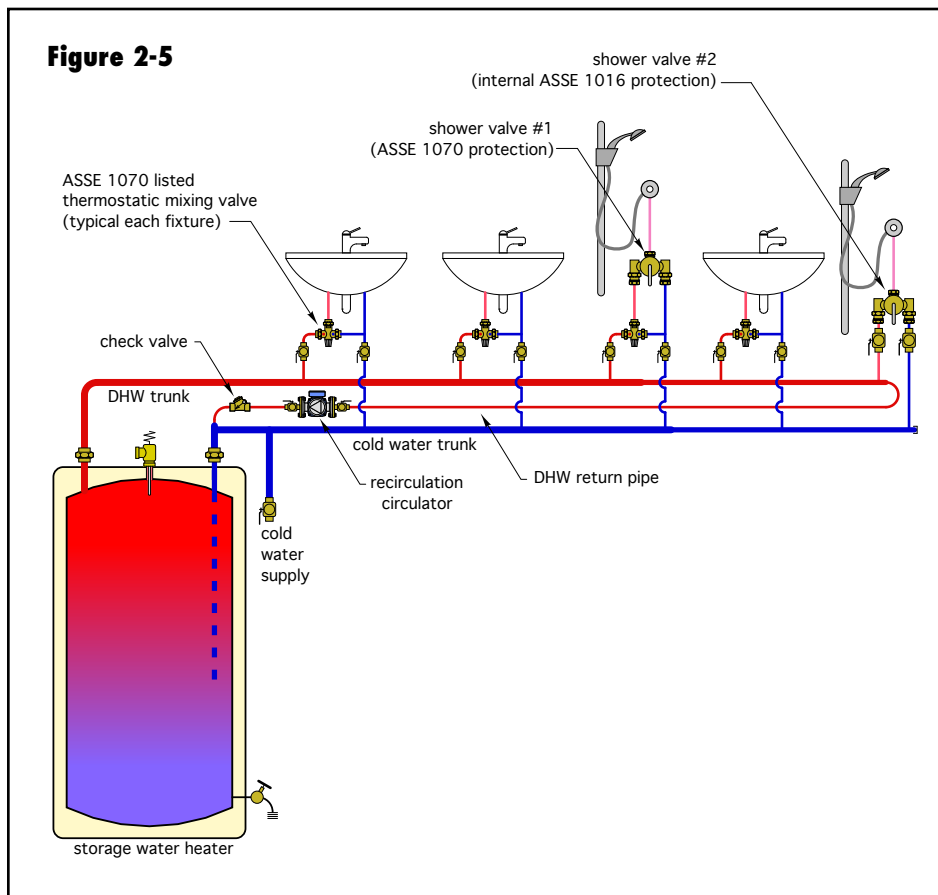 Figure 2-5
shower valve #2
(internal ASSE 1016 protection)
shower valve #1
(ASSE 1070 protection)
ASSE 1070 listed
thermostatic mixing valve
(typical each fixture)
check valve
DHW trunk
cold water trunk
DHW return pipe
recirculation
circulator
cold
water
supply
storage water heater